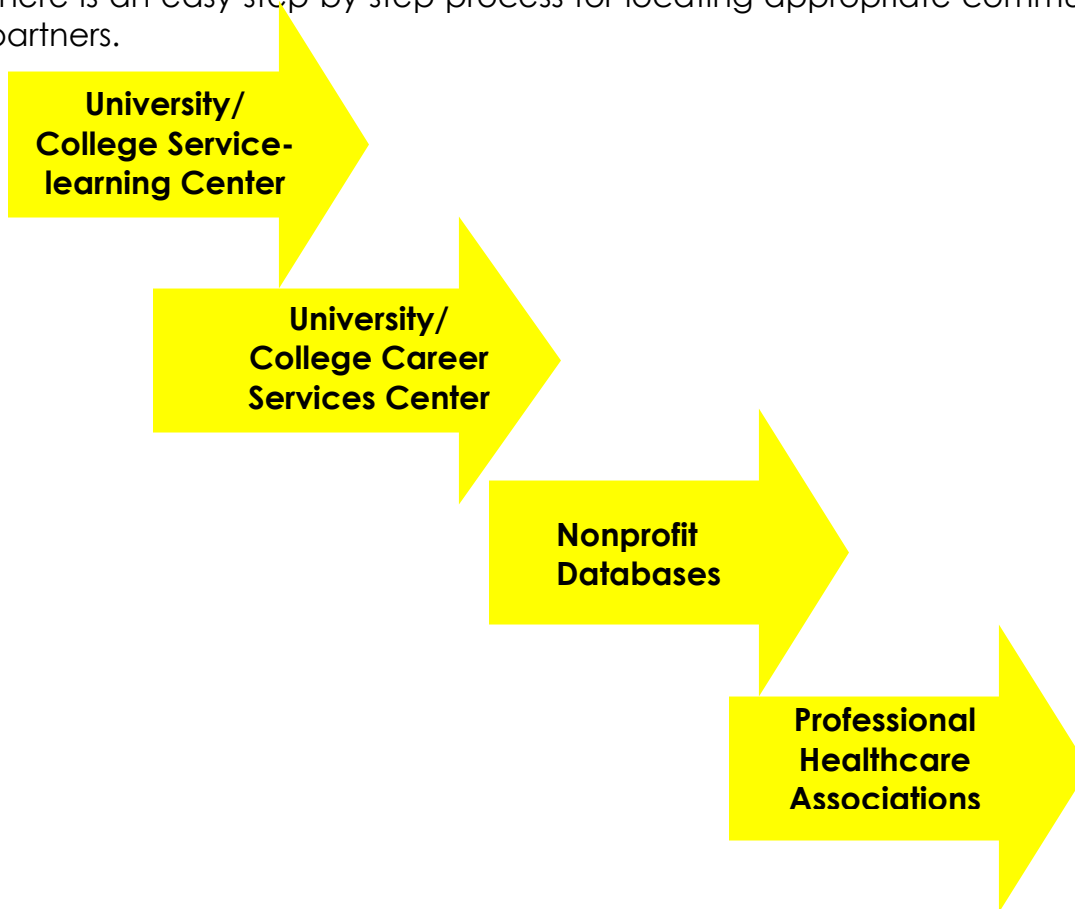 there is an easy step by step process for locating appropriate commu
partners.
University/
College Service-
learning Center
University/
College Career
Services Center
Nonprofit
Databases
Professional
Healthcare
Associations